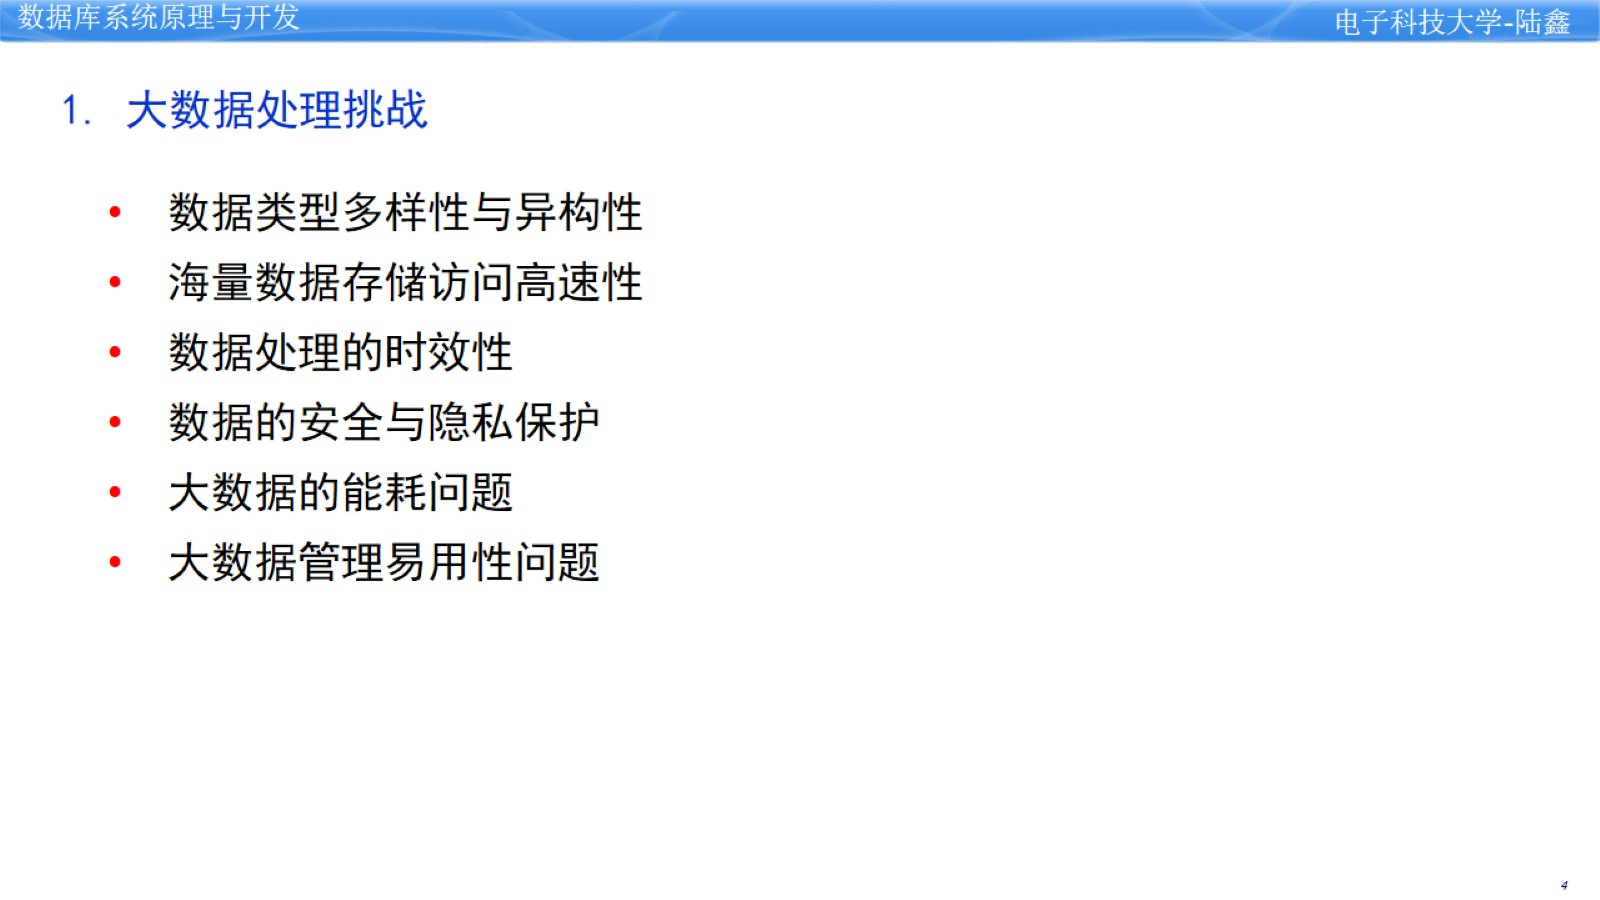 数据库系统原理与开发
电子科技大学-陆鑫
1. 大数据处理挑战
• 数据类型多样性与异构性
• 海量数据存储访问高速性
• 数据处理的时效性
• 数据的安全与隐私保护
• 大数据的能耗问题
• 大数据管理易用性问题
4